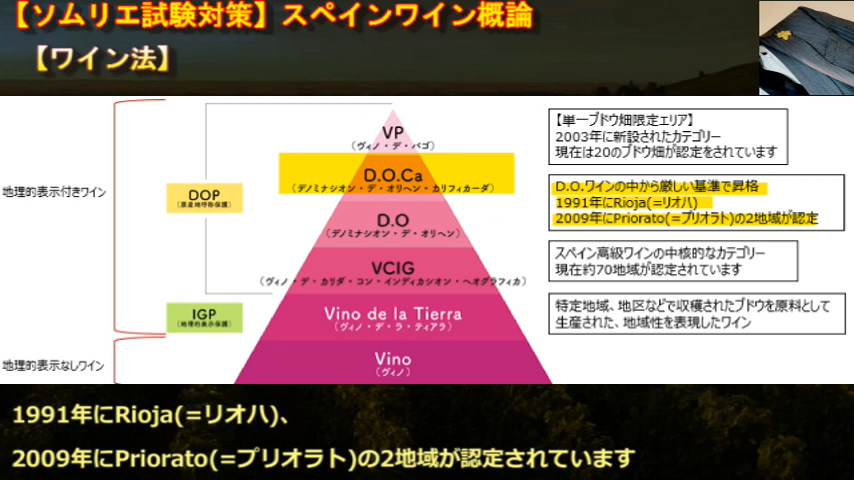 【ソムリエ試験対策】スペインワイン概論
【ワイン法】
地理的表示付きワイン
地理的表示なしワイン
DOP
(原産地呼称保護)
IGP
(地理的表示保護)
VP
(ヴィノ・デ・パゴ)
D.O.Ca
(デノミナシオン・デ・オリヘン・カリフィカーダ)
D.O
(デノミナシオン・デ・オリヘン)
VCIG
(ヴィノ・デ・カリダ・コン・インディカシオン・ヘオグラフィカ)
Vino de la Tierra
(ヴィノ・デ・ラ・ティアラ)
Vino
(ヴィノ)
【単一ブドウ畑限定エリア】
2003年に新設されたカテゴリー
現在は20のブドウ畑が認定をされています
D.O.ワインの中から厳しい基準で昇格
1991年にRioja(=リオハ)
2009年にPriorato(=プリオラト)の2地域が認定
スペイン高級ワインの中核的なカテゴリー
現在約70地域が認定されています
特定地域、地区などで収穫されたブドウを原料として
生産された、地域性を表現したワイン
1991年にRioja(=リオハ)、
2009年にPriorato(=プリオラト)の2地域が認定されています